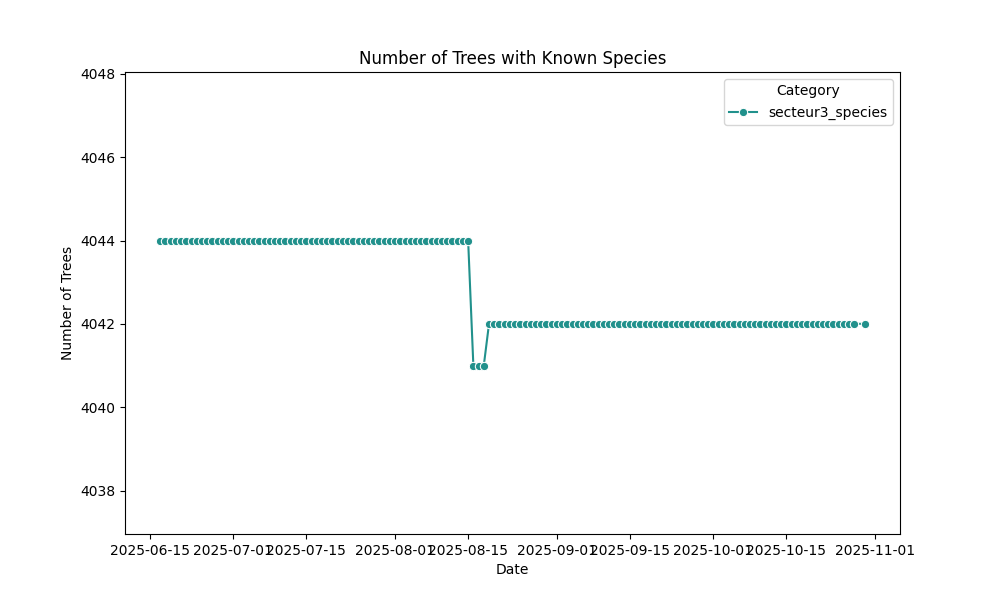 Number of Trees with Known Species
Category
secteur3_species
Number of Trees
4048
4046
4044
4042
4040
4038
2025-06-15 2025-07-01 2025-07-15 2025-08-01 2025-08-15 2025-09-01 2025-09-15 2025-10-01 2025-10-15 2025-11-01
Date